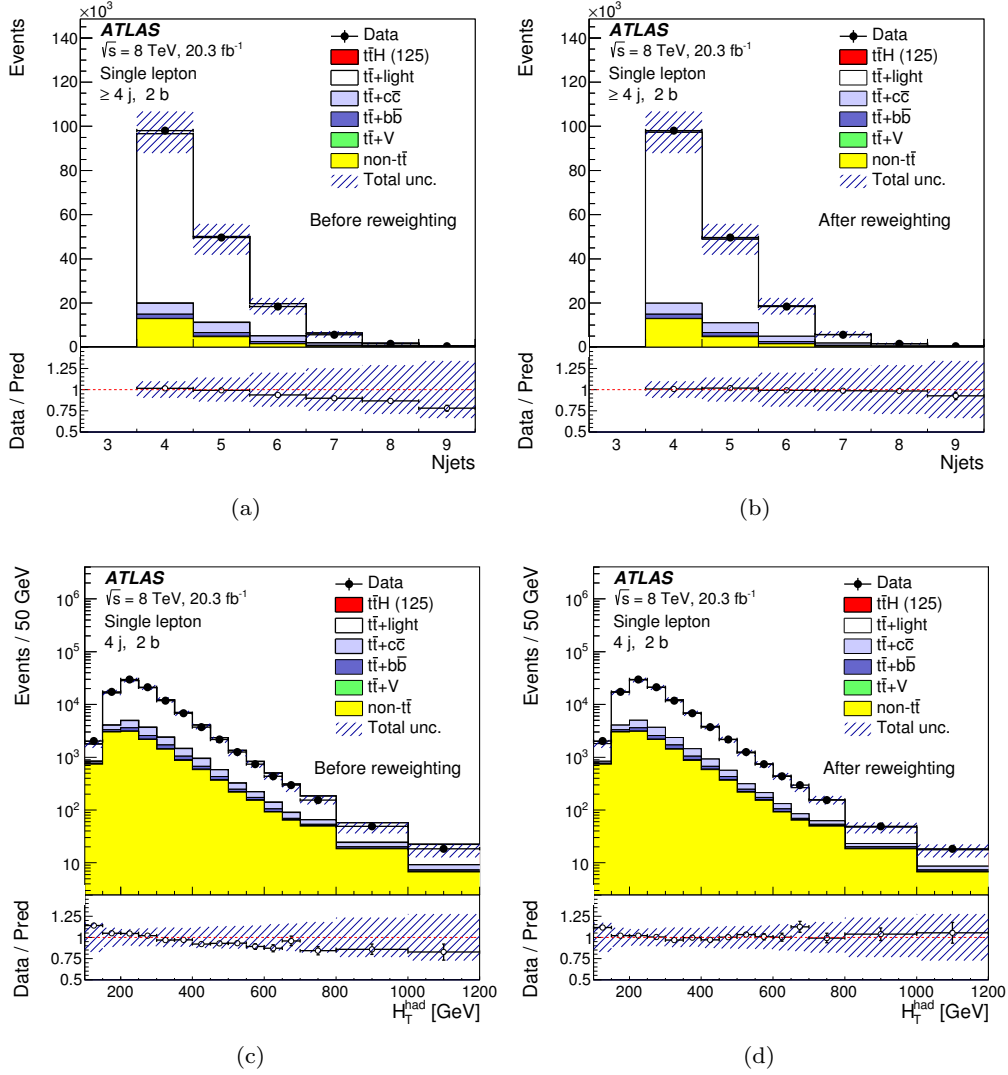 ×10³
Events
140
120
100
80
60
40
20
0
ATLAS
√s = 8 TeV, 20.3 fb⁻¹
Single lepton
≥ 4 j, 2 b
Data
tt̄H (125)
tt̄+light
tt̄+cc̄
tt̄+bb̄
tt̄+V
non-tt̄
Total unc.
Before reweighting
Data / Pred
1.25
1
0.75
0.5
3 4 5 6 7 8 9
Njets
(a)
×10³
Events
140
120
100
80
60
40
20
0
ATLAS
√s = 8 TeV, 20.3 fb⁻¹
Single lepton
≥ 4 j, 2 b
Data
tt̄H (125)
tt̄+light
tt̄+cc̄
tt̄+bb̄
tt̄+V
non-tt̄
Total unc.
After reweighting
Data / Pred
1.25
1
0.75
0.5
3 4 5 6 7 8 9
Njets
(b)
Events / 50 GeV
10⁶
10⁵
10⁴
10³
10²
10
ATLAS
√s = 8 TeV, 20.3 fb⁻¹
Single lepton
4 j, 2 b
Data
tt̄H (125)
tt̄+light
tt̄+cc̄
tt̄+bb̄
tt̄+V
non-tt̄
Total unc.
Before reweighting
Data / Pred
1.25
1
0.75
0.5
200 400 600 800 1000 1200
H_T^had [GeV]
(c)
Events / 50 GeV
10⁶
10⁵
10⁴
10³
10²
10
ATLAS
√s = 8 TeV, 20.3 fb⁻¹
Single lepton
4 j, 2 b
Data
tt̄H (125)
tt̄+light
tt̄+cc̄
tt̄+bb̄
tt̄+V
non-tt̄
Total unc.
After reweighting
Data / Pred
1.25
1
0.75
0.5
200 400 600 800 1000 1200
H_T^had [GeV]
(d)